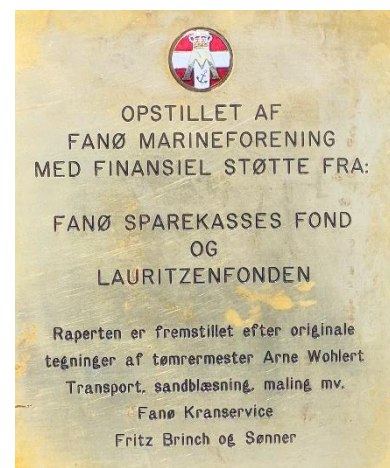 OPSTILLET AF
FANØ MARINEFORENING
MED FINANSIEL STØTTE FRA:
FANØ SPAREKASSES FOND
OG
LAURITZENFONDEN
Raperten er fremstillet efter originale
tegninger af tømrermester Arne Wohlert
Transport, sandblæsning, maling mv.
Fanø Kranservice
Fritz Brinch og Sønner